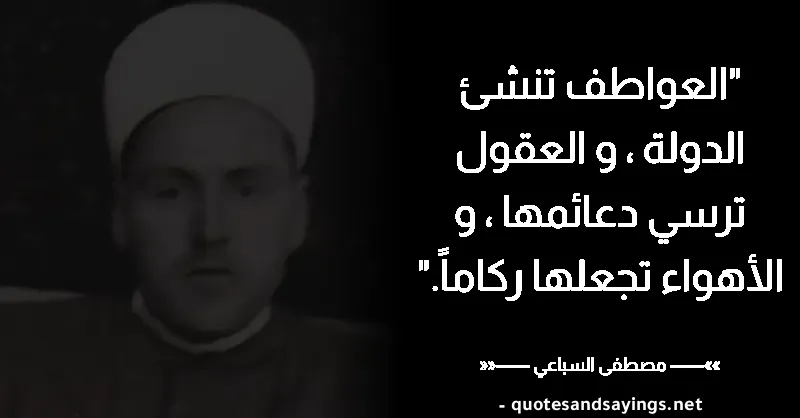 "العواطف تنشئ
الدولة ، و العقول
ترسي دعائمها ، و
الأهواء تجعلها ركاماً."
»»—— مصطفى السباعي ——««
- quotesandsayings.net